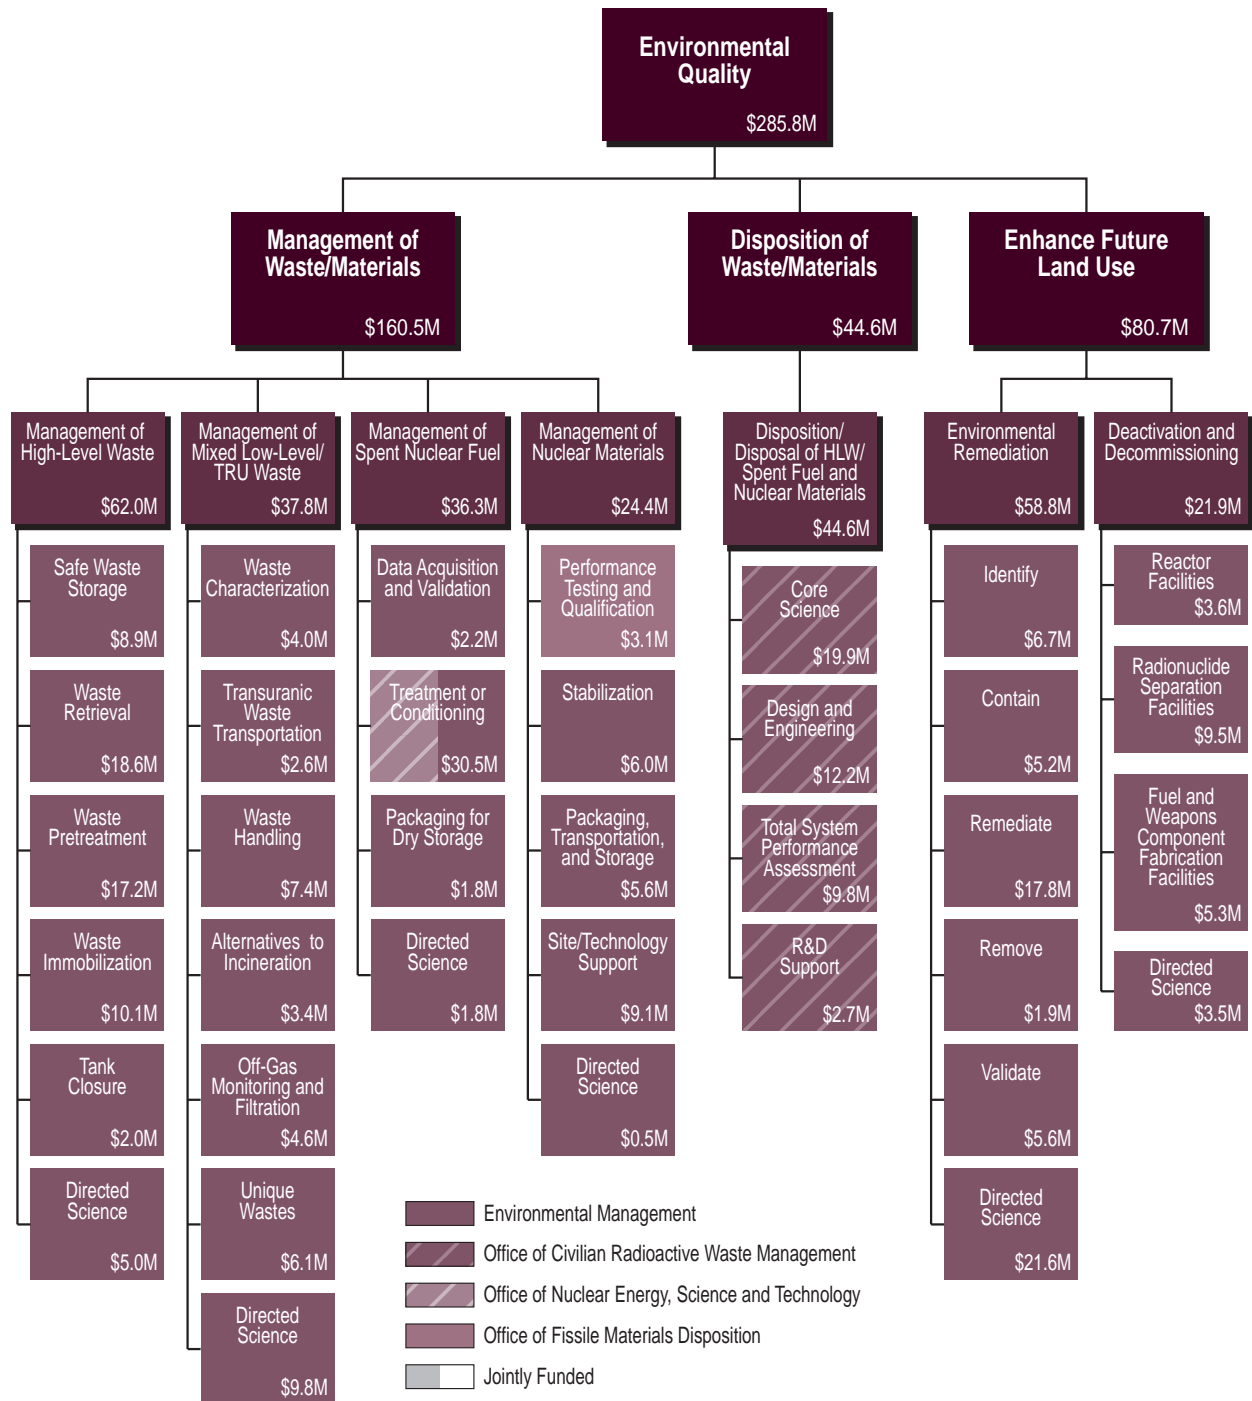 Environmental
Quality
$285.8M
Management of
Waste/Materials
$160.5M
Disposition of
Waste/Materials
$44.6M
Enhance Future
Land Use
$80.7M
Management of
High-Level Waste
$62.0M
Management of
Mixed Low-Level/
TRU Waste
$37.8M
Management of
Spent Nuclear Fuel
$36.3M
Management of
Nuclear Materials
$24.4M
Disposition/
Disposal of HLW/
Spent Fuel and
Nuclear Materials
$44.6M
Environmental
Remediation
$58.8M
Deactivation and
Decommissioning
$21.9M
Safe Waste
Storage
$8.9M
Waste
Retrieval
$18.6M
Waste
Pretreatment
$17.2M
Waste
Immobilization
$10.1M
Tank
Closure
$2.0M
Directed
Science
$5.0M
Waste
Characterization
$4.0M
Transuranic
Waste
Transportation
$2.6M
Waste
Handling
$7.4M
Alternatives to
Incineration
$3.4M
Off-Gas
Monitoring and
Filtration
$4.6M
Unique
Wastes
$6.1M
Directed
Science
$9.8M
Data Acquisition
and Validation
$2.2M
Treatment or
Conditioning
$30.5M
Packaging for
Dry Storage
$1.8M
Directed
Science
$1.8M
Performance
Testing and
Qualification
$3.1M
Stabilization
$6.0M
Packaging,
Transportation,
and Storage
$5.6M
Site/Technology
Support
$9.1M
Directed
Science
$0.5M
Core
Science
$19.9M
Design and
Engineering
$12.2M
Total System
Performance
Assessment
$9.8M
R&D
Support
$2.7M
Identify
$6.7M
Contain
$5.2M
Remediate
$17.8M
Remove
$1.9M
Validate
$5.6M
Directed
Science
$21.6M
Reactor
Facilities
$3.6M
Radionuclide
Separation
Facilities
$9.5M
Fuel and
Weapons
Component
Fabrication
Facilities
$5.3M
Directed
Science
$3.5M
Environmental Management
Office of Civilian Radioactive Waste Management
Office of Nuclear Energy, Science and Technology
Office of Fissile Materials Disposition
Jointly Funded